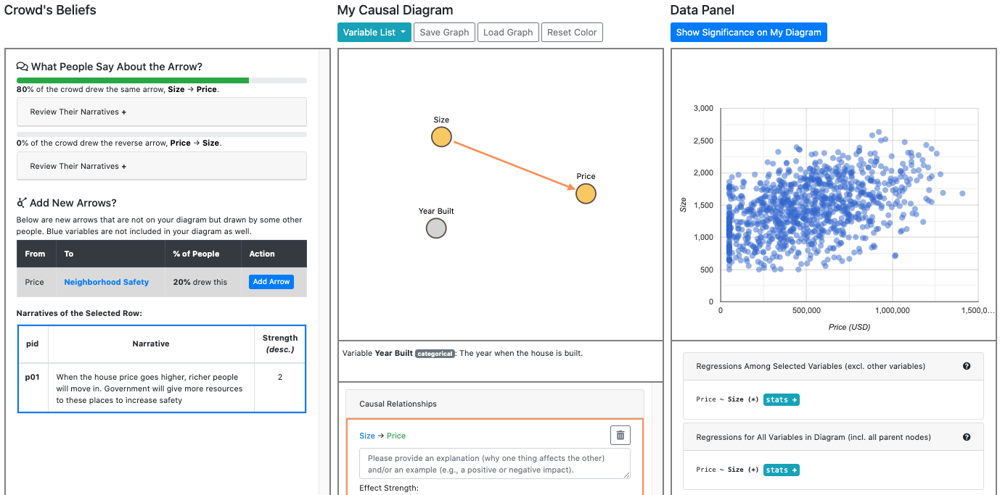 Crowd's Beliefs
What People Say About the Arrow?
80% of the crowd drew the same arrow, Size → Price.
Review Their Narratives +
0% of the crowd drew the reverse arrow, Price → Size.
Review Their Narratives +
Add New Arrows?
Below are new arrows that are not on your diagram but drawn by some other
people. Blue variables are not included in your diagram as well.
From To % of People Action
Price Neighborhood Safety 20% drew this Add Arrow
Narratives of the Selected Row:
pid Narrative Strength
(desc.)
p01 When the house price goes higher, richer people 2
will move in. Government will give more resources
to these places to increase safety
My Causal Diagram
Variable List Save Graph Load Graph Reset Color
Size
Price
Year Built
Variable Year Built categorical: The year when the house is built.
Causal Relationships
Size → Price
Please provide an explanation (why one thing affects the other)
and/or an example (e.g., a positive or negative impact).
Effect Strength:
Data Panel
Show Significance on My Diagram
3,000
2,500
2,000
1,500
1,000
500
0
Size
0 500,000 1,000,000 1,500,0...
Price (USD)
Regressions Among Selected Variables (excl. other variables) ?
Price ~ Size (*) stats +
Regressions for All Variables in Diagram (incl. all parent nodes) ?
Price ~ Size (*) stats +